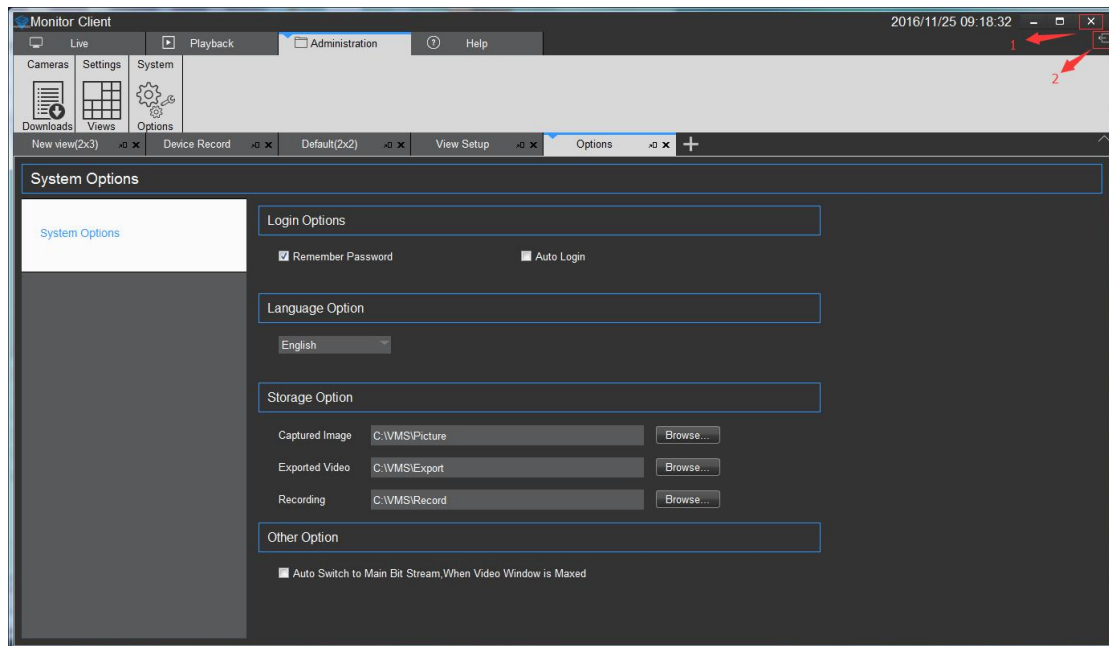 Monitor Client 2016/11/25 09:18:32
Live Playback Administration Help
1
2
Cameras Settings System
Downloads Views Options
New view(2x3) Device Record Default(2x2) View Setup Options
System Options
System Options
Login Options
Remember Password Auto Login
Language Option
English
Storage Option
Captured Image C:\VMS\Picture Browse...
Exported Video C:\VMS\Export Browse...
Recording C:\VMS\Record Browse...
Other Option
Auto Switch to Main Bit Stream,When Video Window is Maxed